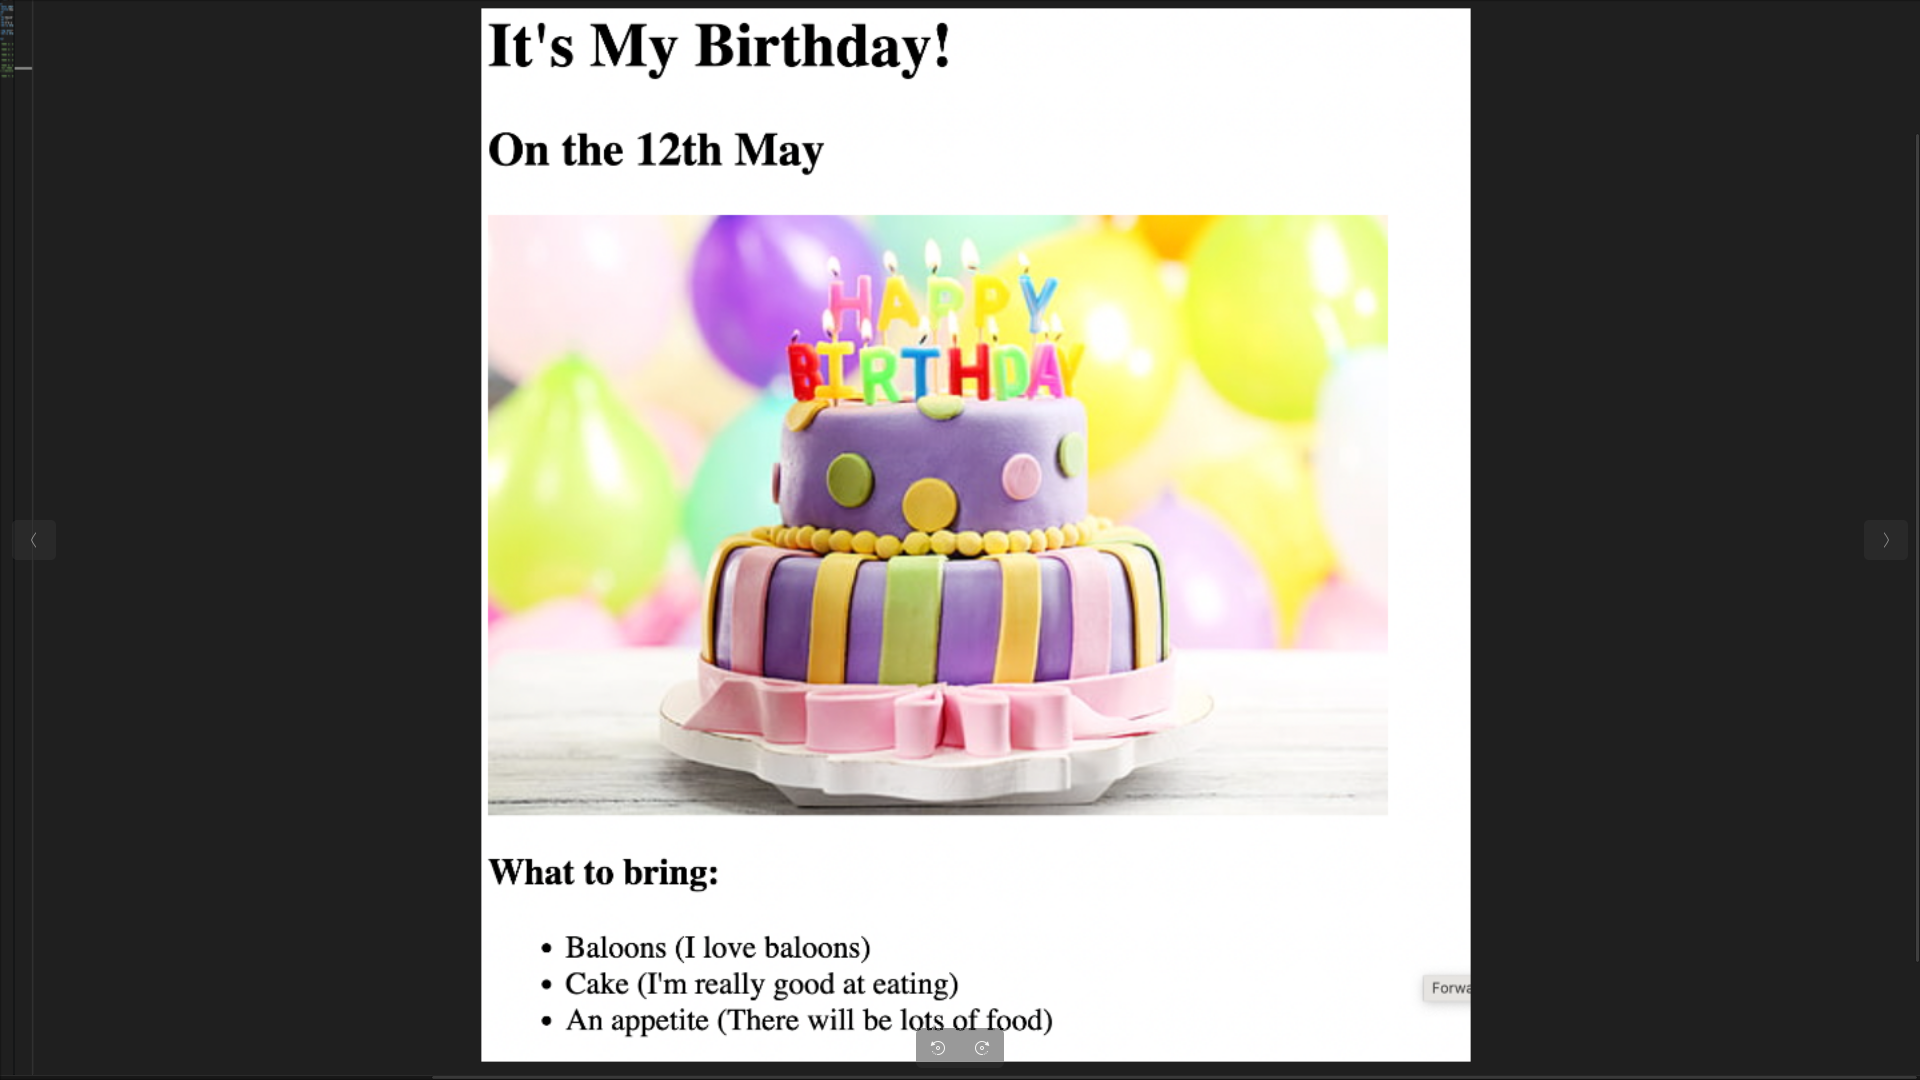 It's My Birthday!
On the 12th May
HAPPY
BIRTHDAY
What to bring:
Baloons (I love baloons)
Cake (I'm really good at eating)
An appetite (There will be lots of food)